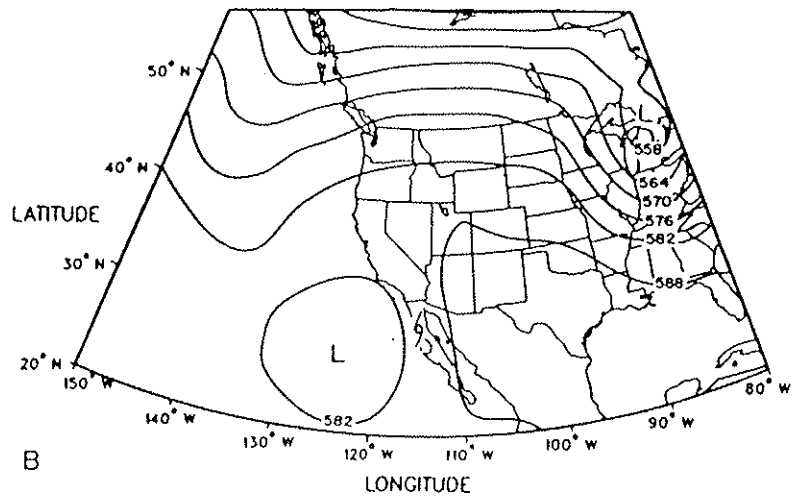 50° N
L
558
40° N
564
570
LATITUDE
576
582
30° N
588
L
20° N
150° W
80° W
140° W
582
90° W
130° W
100° W
120° W
110° W
B
LONGITUDE